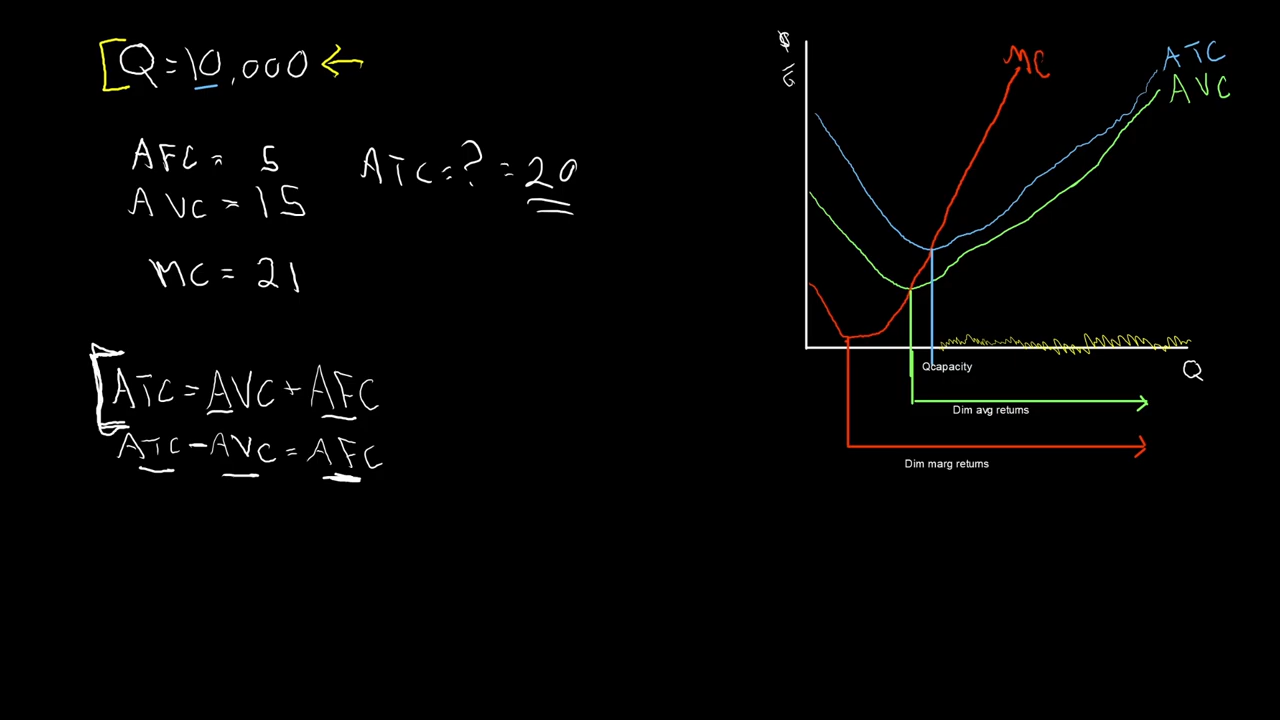 Q=10,000 ←
AFC = 5
AVC = 15
ATC=? = 20
MC = 21
ATC = AVC + AFC
ATC - AVC = AFC
$
MC
ATC
AVC
Q
Qcapacity
Dim avg returns
Dim marg returns